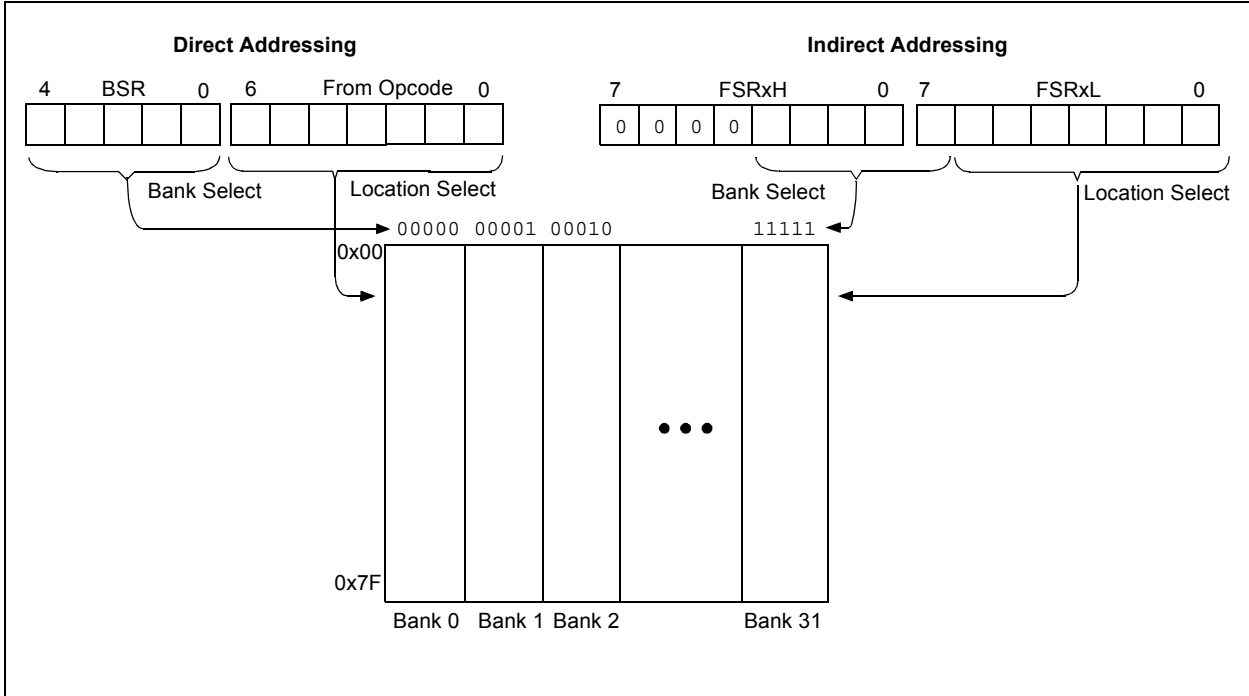 Direct Addressing Indirect Addressing
4 BSR 0 6 From Opcode 0 7 FSRxH 0 7 FSRxL 0
0 0 0 0
Bank Select Location Select Bank Select Location Select
00000 00001 00010 11111
0x00
0x7F
Bank 0 Bank 1 Bank 2 Bank 31